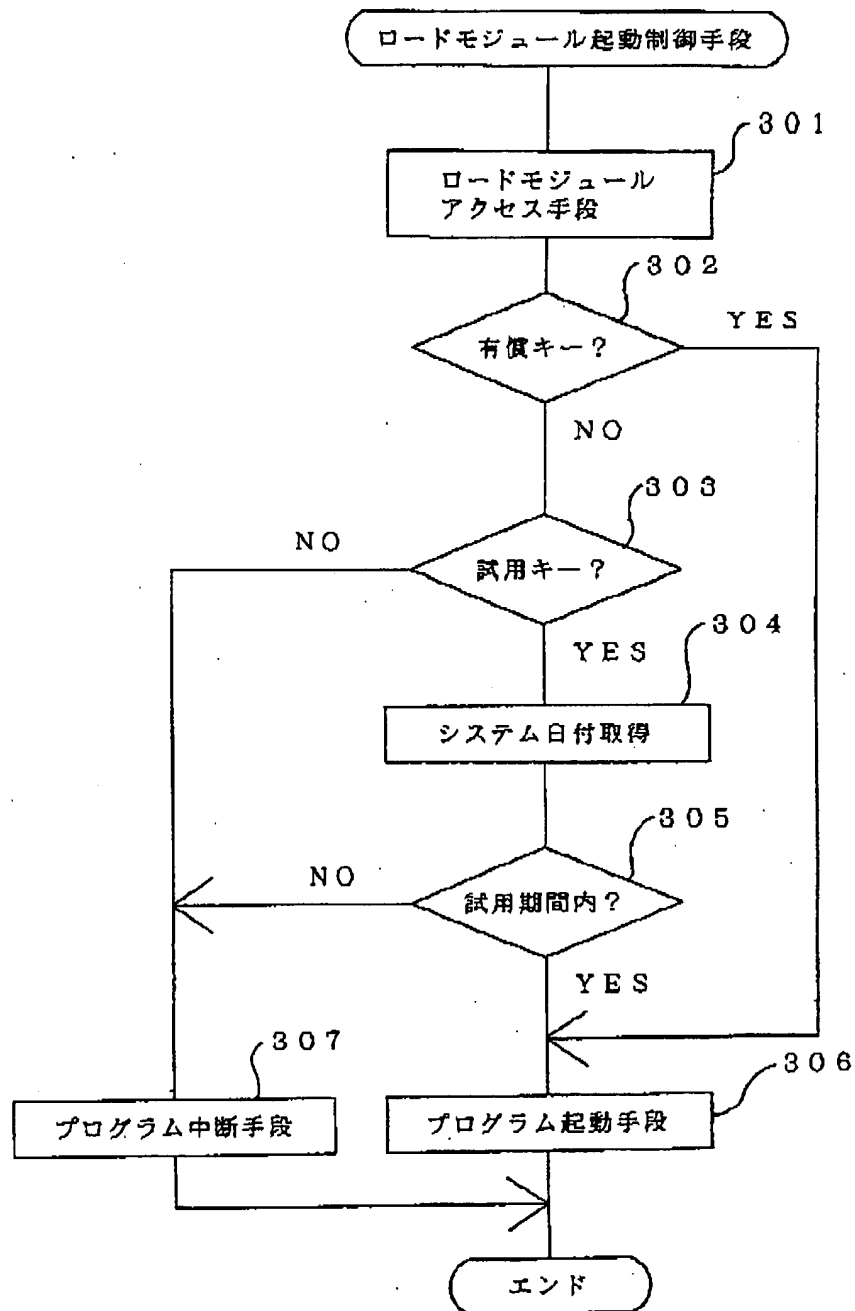 ロードモジュール起動制御手段
301
ロードモジュール
アクセス手段
302
有償キー?
YES
NO
303
試用キー?
NO
YES
304
システム日付取得
305
試用期間内?
NO
YES
307
プログラム中断手段
306
プログラム起動手段
エンド